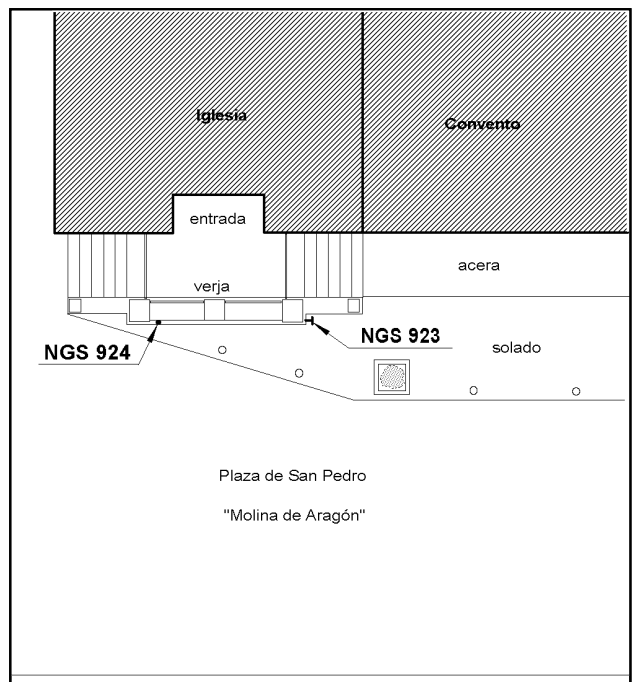 Iglesia
Convento
entrada
acera
verja
NGS 924
NGS 923
solado
Plaza de San Pedro
"Molina de Aragón"